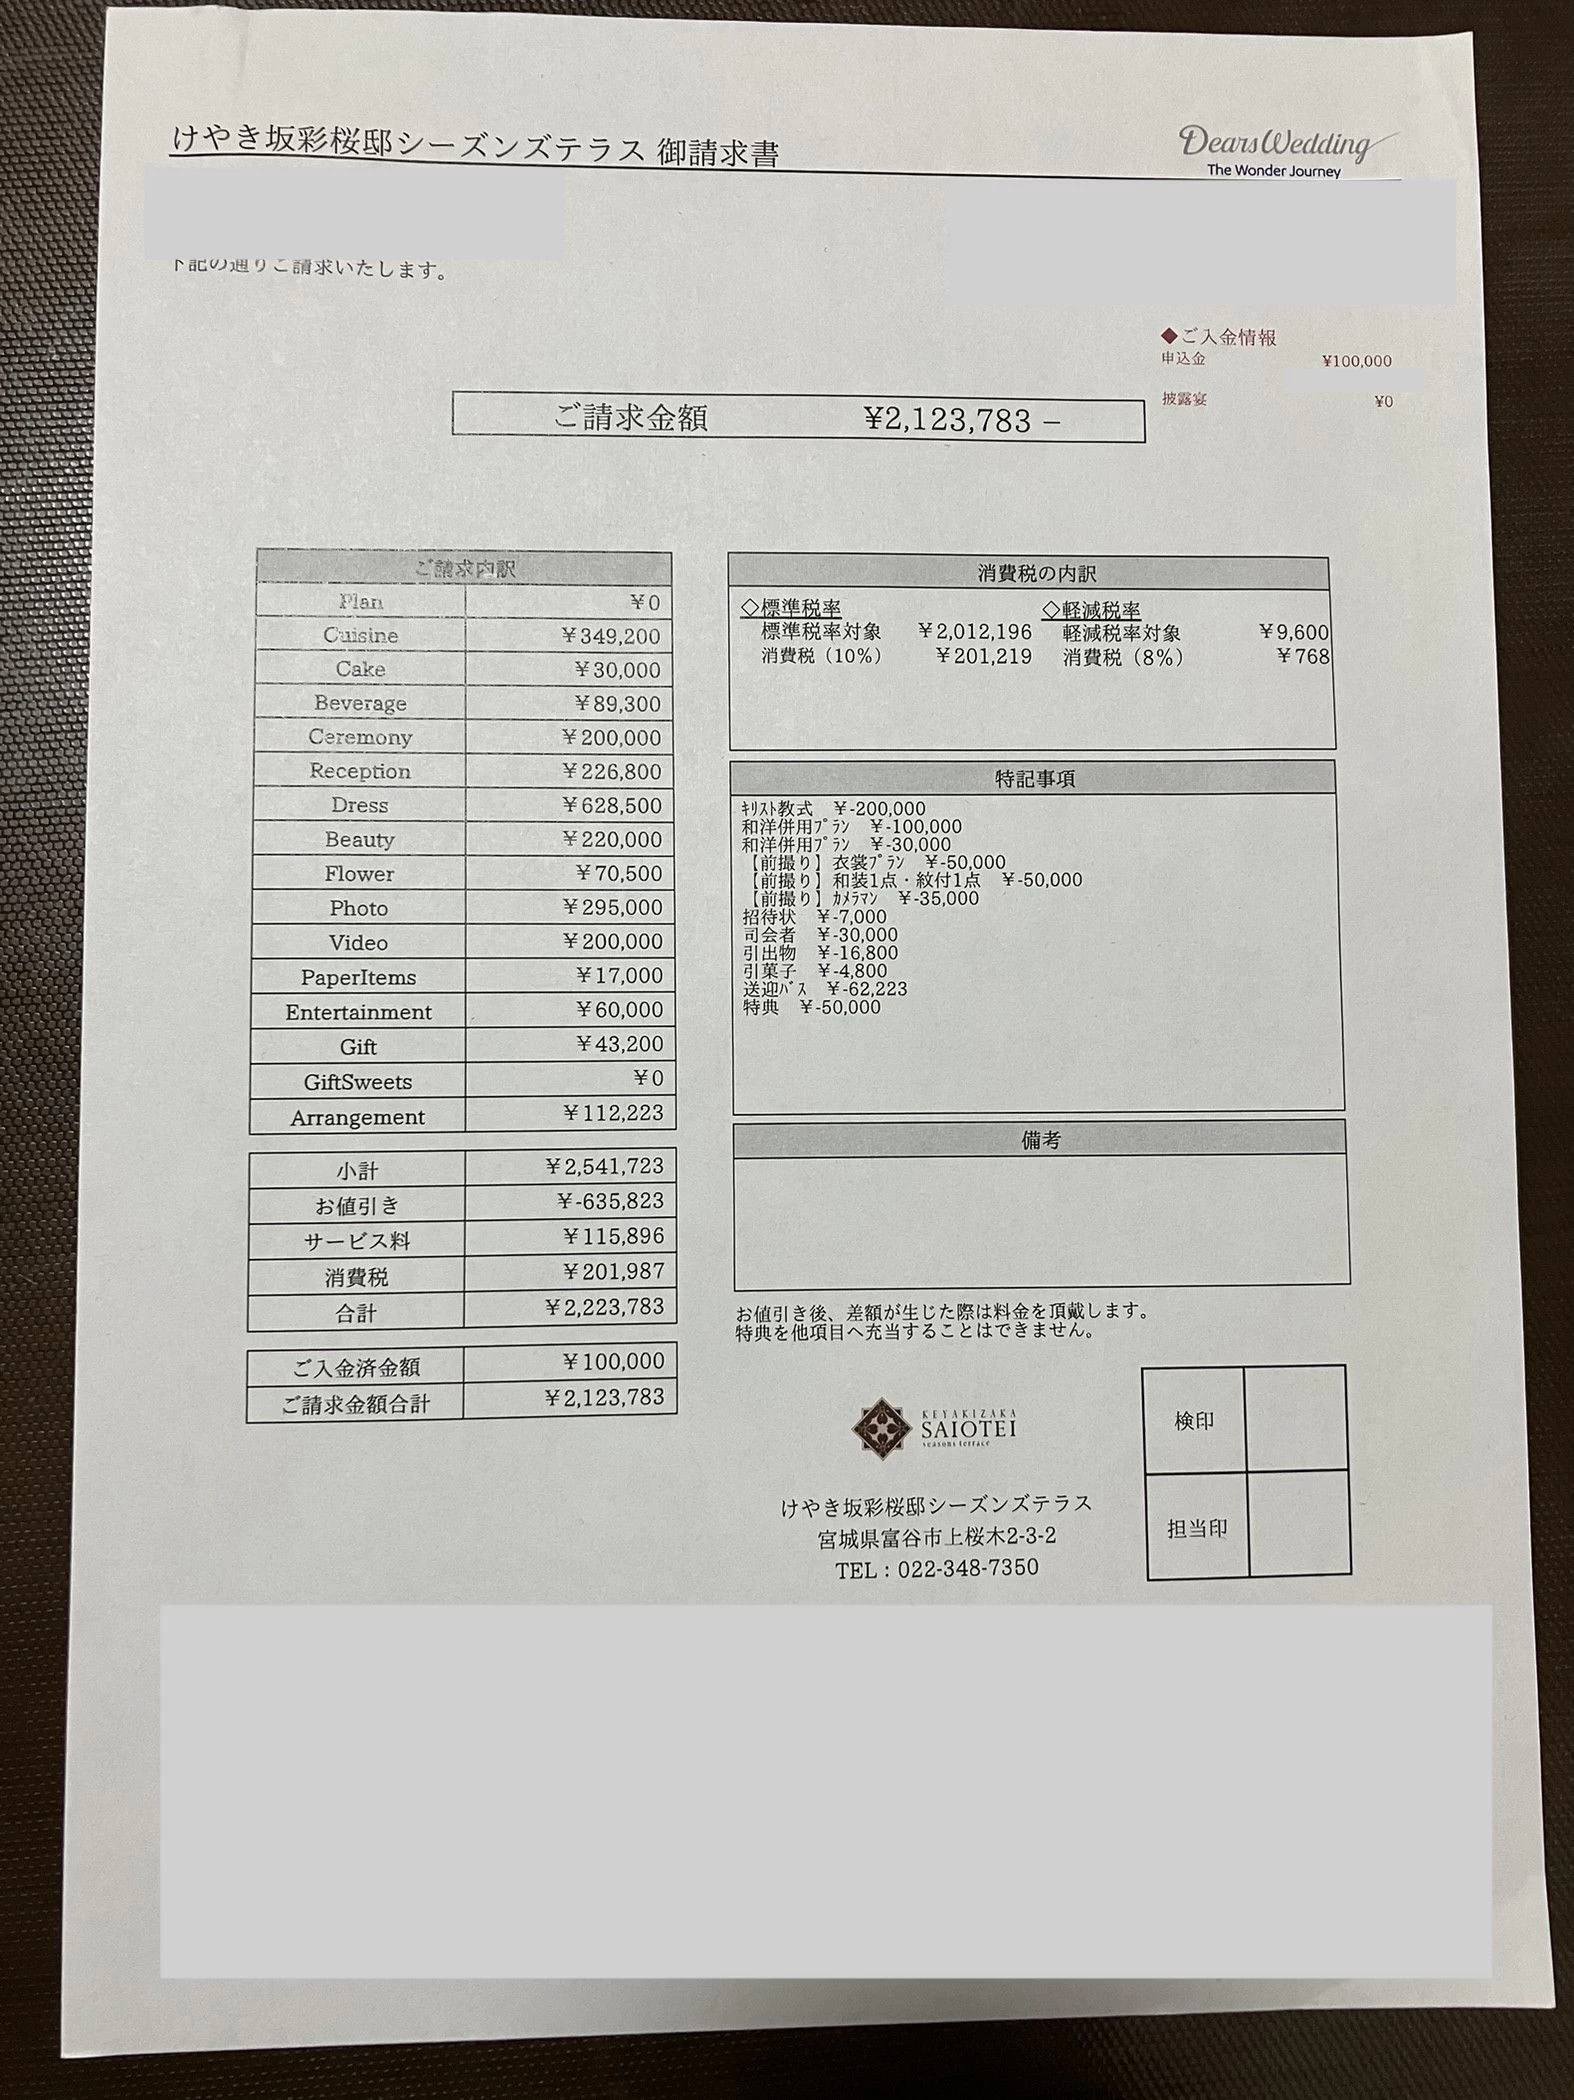 けやき坂彩桜邸シーズンズテラス 御請求書
Dears Wedding
The Wonder Journey
下記の通りご請求いたします。
◆ご入金情報
申込金 ¥100,000
披露宴 ¥0
ご請求金額 ¥2,123,783 −
ご請求内訳
Plan ¥0
Cuisine ¥349,200
Cake ¥30,000
Beverage ¥89,300
Ceremony ¥200,000
Reception ¥226,800
Dress ¥628,500
Beauty ¥220,000
Flower ¥70,500
Photo ¥295,000
Video ¥200,000
PaperItems ¥17,000
Entertainment ¥60,000
Gift ¥43,200
GiftSweets ¥0
Arrangement ¥112,223
小計 ¥2,541,723
お値引き ¥-635,823
サービス料 ¥115,896
消費税 ¥201,987
合計 ¥2,223,783
ご入金済金額 ¥100,000
ご請求金額合計 ¥2,123,783
消費税の内訳
◇標準税率 ◇軽減税率
標準税率対象 ¥2,012,196 軽減税率対象 ¥9,600
消費税（10%） ¥201,219 消費税（8%） ¥768
特記事項
ｷﾘｽﾄ教式 ¥-200,000
和洋併用ﾌﾟﾗﾝ ¥-100,000
和洋併用ﾌﾟﾗﾝ ¥-30,000
【前撮り】衣裳ﾌﾟﾗﾝ ¥-50,000
【前撮り】和装1点・紋付1点 ¥-50,000
【前撮り】ｶﾒﾗﾏﾝ ¥-35,000
招待状 ¥-7,000
司会者 ¥-30,000
引出物 ¥-16,800
引菓子 ¥-4,800
送迎ﾊﾞｽ ¥-62,223
特典 ¥-50,000
備考
お値引き後、差額が生じた際は料金を頂戴します。
特典を他項目へ充当することはできません。
KEYAKIZAKA
SAIOTEI
seasons terrace
けやき坂彩桜邸シーズンズテラス
宮城県富谷市上桜木2-3-2
TEL：022-348-7350
検印
担当印